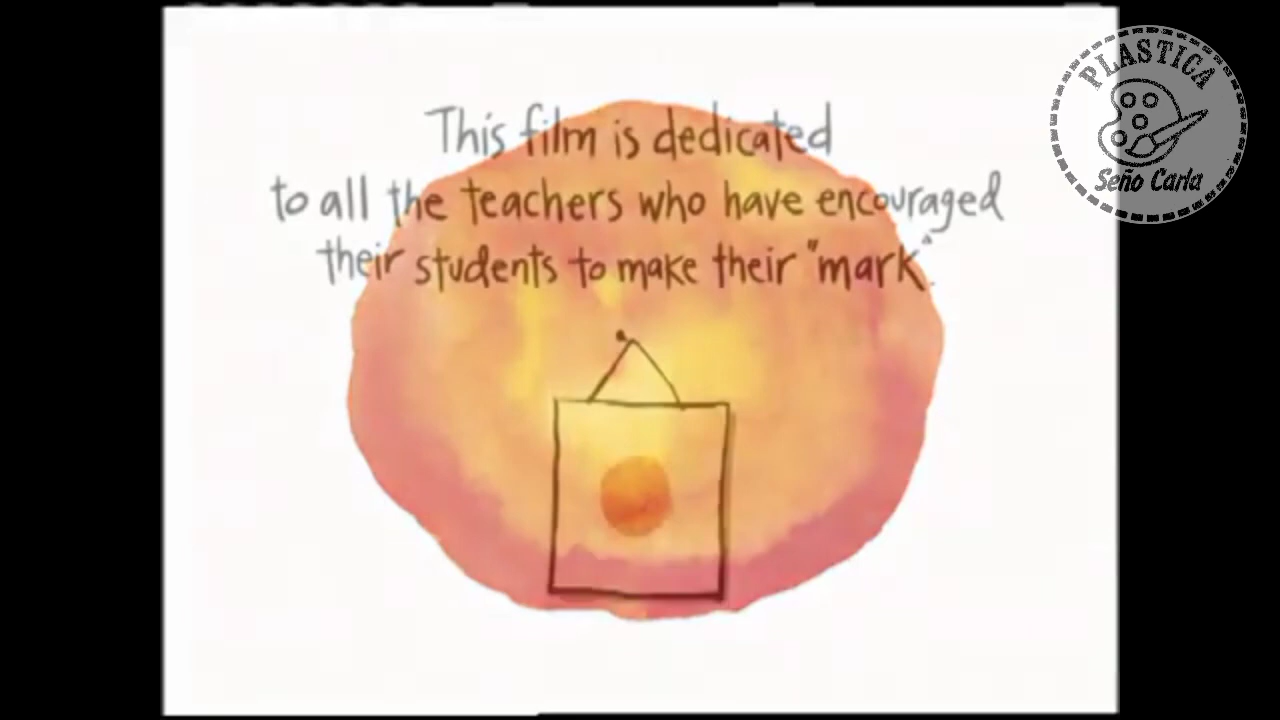 This film is dedicated
to all the teachers who have encouraged
their students to make their "mark".
PLASTICA
Seño Carla